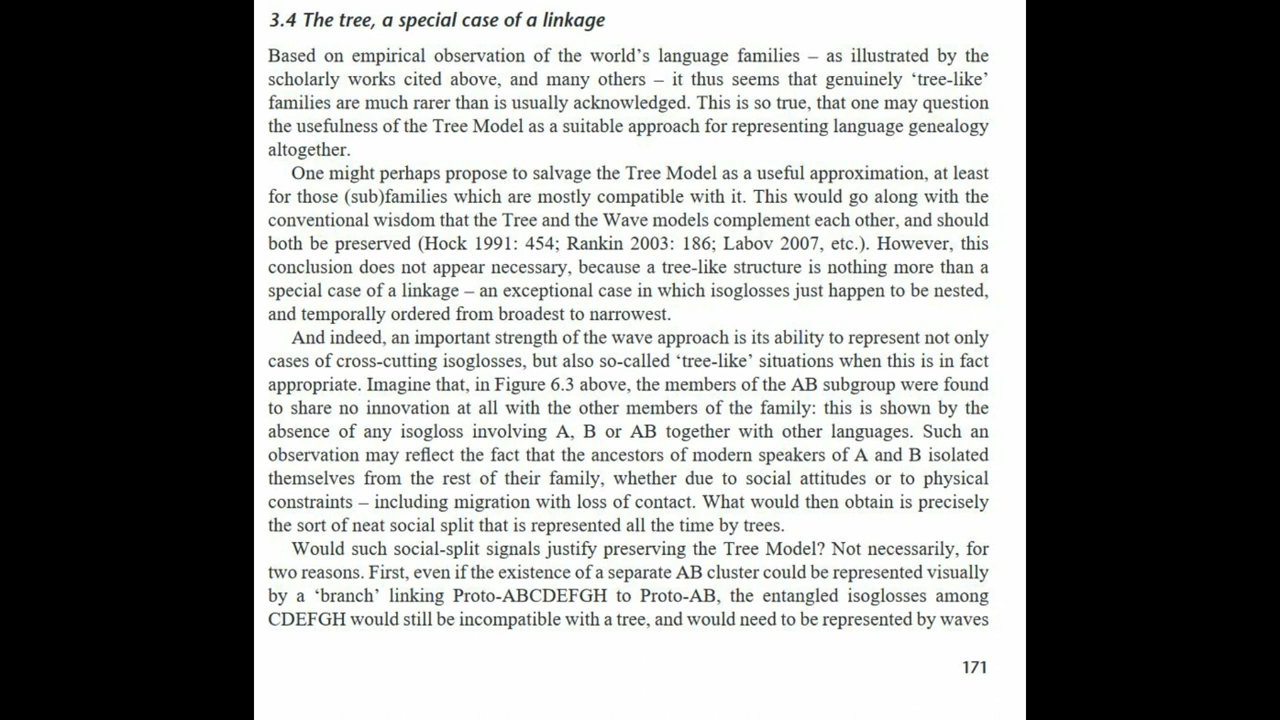 3.4 The tree, a special case of a linkage
Based on empirical observation of the world's language families – as illustrated by the
scholarly works cited above, and many others – it thus seems that genuinely 'tree-like'
families are much rarer than is usually acknowledged. This is so true, that one may question
the usefulness of the Tree Model as a suitable approach for representing language genealogy
altogether.
One might perhaps propose to salvage the Tree Model as a useful approximation, at least
for those (sub)families which are mostly compatible with it. This would go along with the
conventional wisdom that the Tree and the Wave models complement each other, and should
both be preserved (Hock 1991: 454; Rankin 2003: 186; Labov 2007, etc.). However, this
conclusion does not appear necessary, because a tree-like structure is nothing more than a
special case of a linkage – an exceptional case in which isoglosses just happen to be nested,
and temporally ordered from broadest to narrowest.
And indeed, an important strength of the wave approach is its ability to represent not only
cases of cross-cutting isoglosses, but also so-called 'tree-like' situations when this is in fact
appropriate. Imagine that, in Figure 6.3 above, the members of the AB subgroup were found
to share no innovation at all with the other members of the family: this is shown by the
absence of any isogloss involving A, B or AB together with other languages. Such an
observation may reflect the fact that the ancestors of modern speakers of A and B isolated
themselves from the rest of their family, whether due to social attitudes or to physical
constraints – including migration with loss of contact. What would then obtain is precisely
the sort of neat social split that is represented all the time by trees.
Would such social-split signals justify preserving the Tree Model? Not necessarily, for
two reasons. First, even if the existence of a separate AB cluster could be represented visually
by a 'branch' linking Proto-ABCDEFGH to Proto-AB, the entangled isoglosses among
CDEFGH would still be incompatible with a tree, and would need to be represented by waves
171